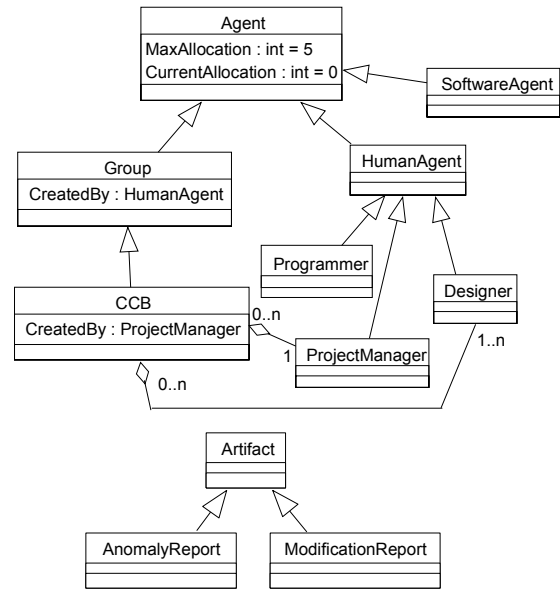 Agent
MaxAllocation : int = 5
CurrentAllocation : int = 0
SoftwareAgent
Group
CreatedBy : HumanAgent
HumanAgent
Programmer
Designer
CCB
CreatedBy : ProjectManager
0..n
1
ProjectManager
1..n
0..n
Artifact
AnomalyReport
ModificationReport